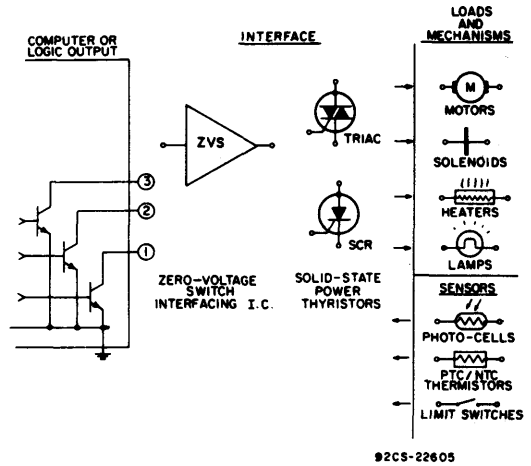 COMPUTER OR
LOGIC OUTPUT
3
2
1
INTERFACE
ZVS
ZERO-VOLTAGE
SWITCH
INTERFACING I.C.
TRIAC
SCR
SOLID-STATE
POWER
THYRISTORS
LOADS
AND
MECHANISMS
M
MOTORS
SOLENOIDS
HEATERS
LAMPS
SENSORS
PHOTO-CELLS
PTC/NTC
THERMISTORS
LIMIT SWITCHES
92CS-22605